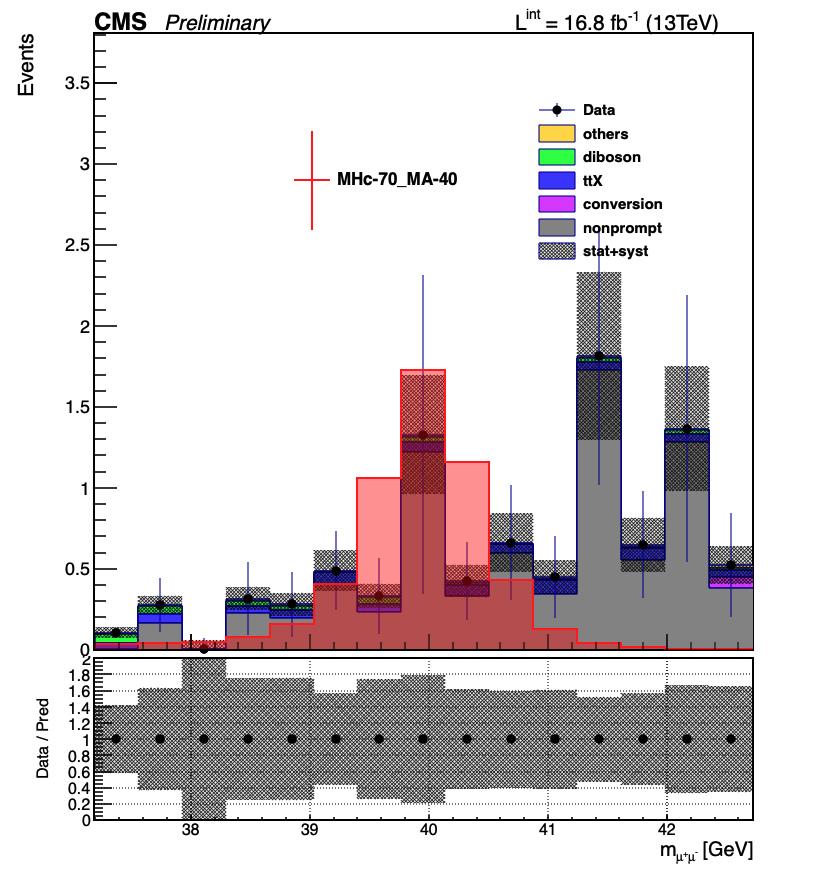 CMS Preliminary L^int = 16.8 fb^-1 (13TeV)
Events
3.5
3
2.5
2
1.5
1
0.5
0
MHc-70_MA-40
Data
others
diboson
ttX
conversion
nonprompt
stat+syst
Data / Pred
2
1.8
1.6
1.4
1.2
1
0.8
0.6
0.4
0.2
0
38 39 40 41 42
m_μ⁺μ⁻ [GeV]